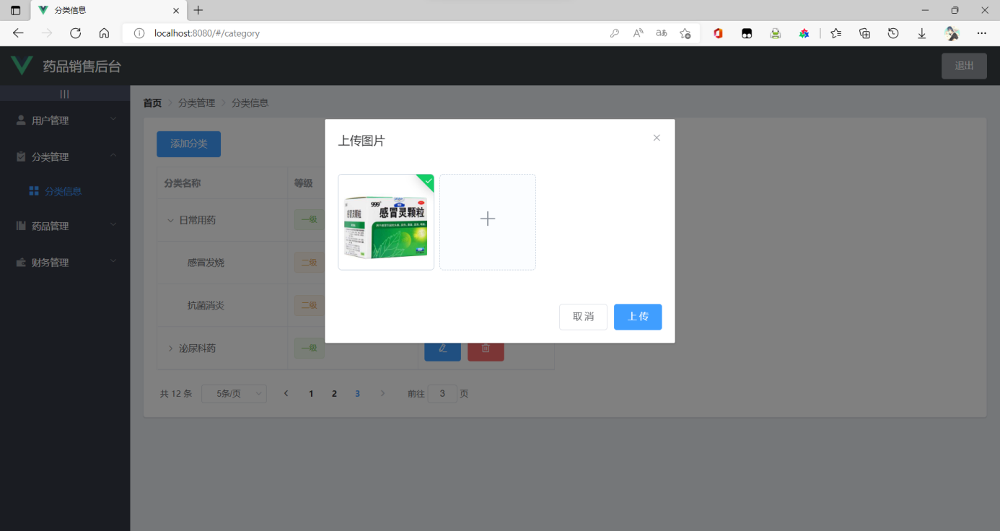 分类信息
localhost:8080/#/category
药品销售后台
退出
用户管理
分类管理
分类信息
药品管理
财务管理
首页 > 分类管理 > 分类信息
添加分类
分类名称 等级
日常用药 一级
感冒发烧 二级
抗菌消炎 二级
泌尿科药 一级
共 12 条 5条/页 1 2 3 前往 3 页
上传图片
999
感冒灵颗粒
感冒灵颗粒
取消 上传